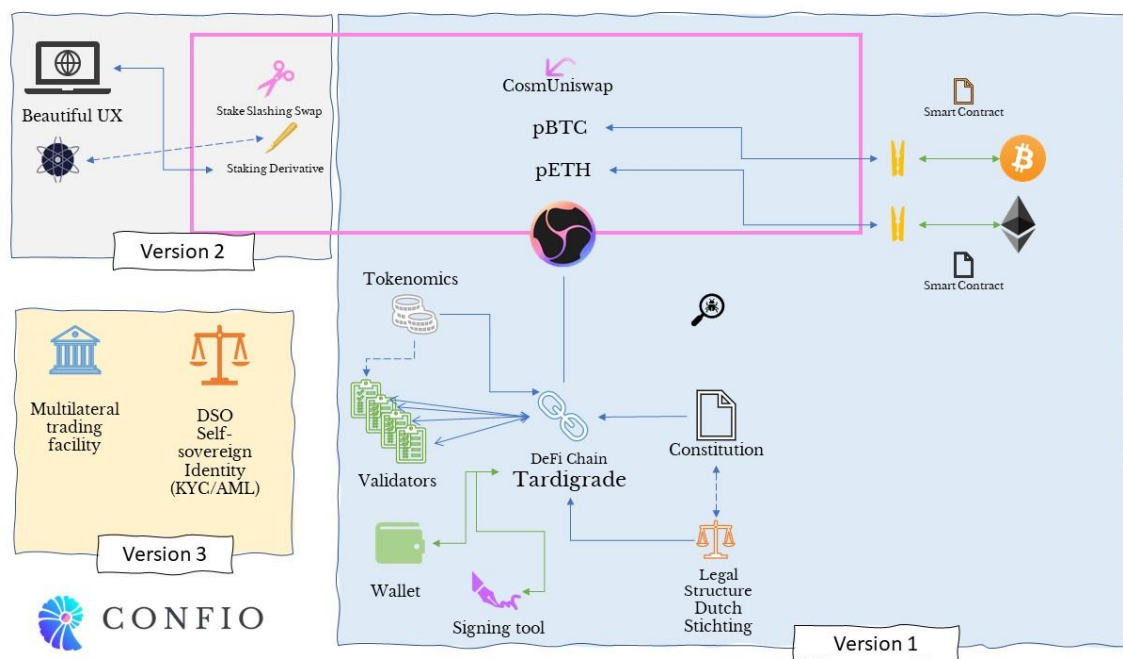 Beautiful UX
Stake Slashing Swap
Staking Derivative
Version 2
CosmUniswap
pBTC
pETH
Smart Contract
Smart Contract
Tokenomics
Validators
DeFi Chain
Tardigrade
Constitution
Wallet
Signing tool
Legal
Structure
Dutch
Stichting
Version 1
Multilateral
trading
facility
DSO
Self-
sovereign
Identity
(KYC/AML)
Version 3
CONFIO